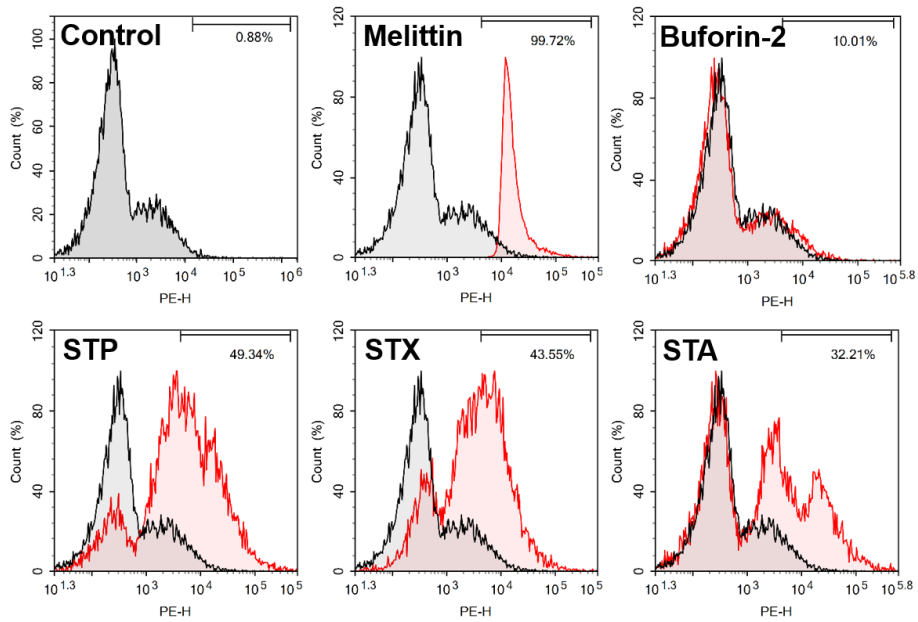 Control
0.88%
Count (%)
0 20 40 60 80 100
10^1.3 10^3 10^4 10^5 10^6
PE-H
Melittin
99.72%
Count (%)
0 40 80 120
10^1.3 10^3 10^4 10^5
PE-H
Buforin-2
10.01%
Count (%)
0 40 80 120
10^1.3 10^3 10^4 10^5.8
PE-H
STP
49.34%
Count (%)
0 40 80 120
10^1.3 10^3 10^4 10^5
PE-H
STX
43.55%
Count (%)
0 40 80 120
10^1.3 10^3 10^4 10^5
PE-H
STA
32.21%
Count (%)
0 40 80 120
10^1.3 10^3 10^4 10^5.8
PE-H